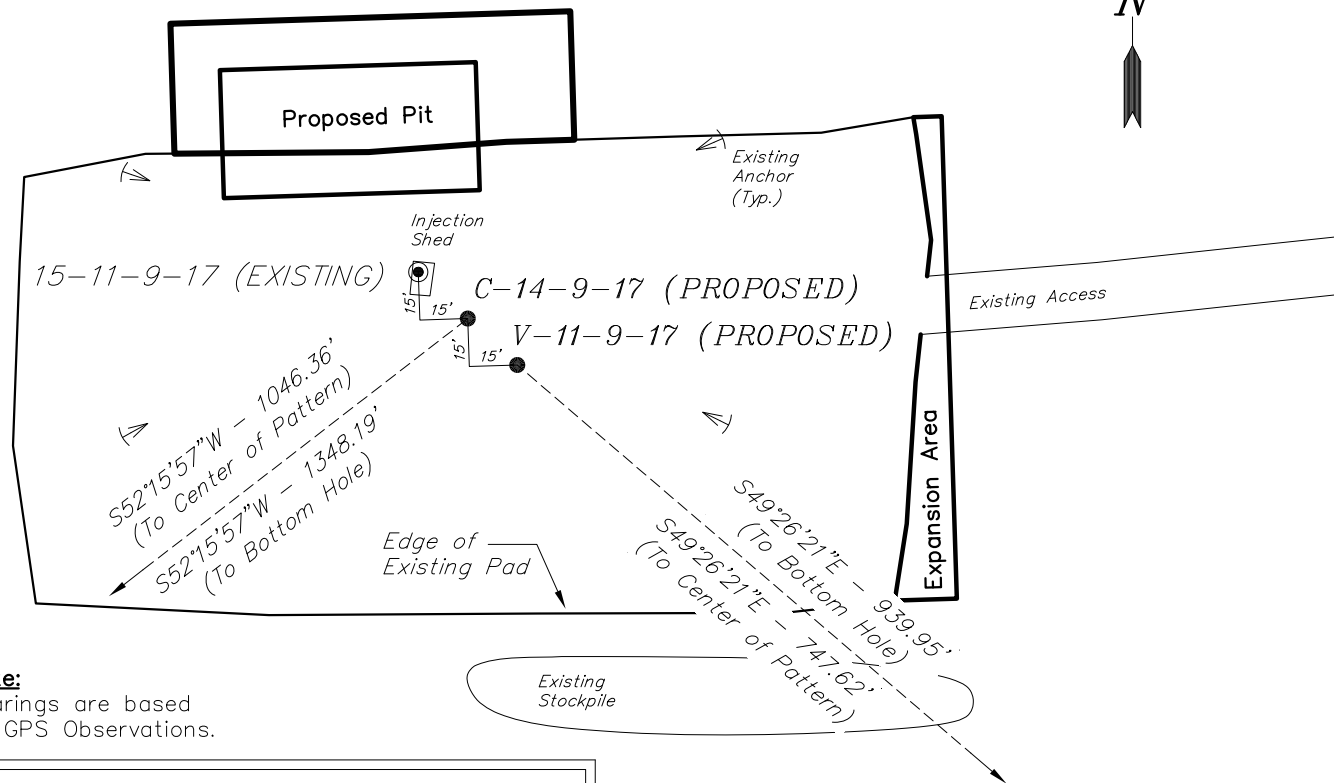 N
Proposed Pit
Existing
Anchor
(Typ.)
Injection
Shed
15-11-9-17 (EXISTING)
C-14-9-17 (PROPOSED)
15'
15'
V-11-9-17 (PROPOSED)
15'
15'
Existing Access
S52°15'57"W - 1046.36'
(To Center of Pattern)
S52°15'57"W - 1348.19'
(To Bottom Hole)
Expansion Area
S49°26'21"E - 939.95'
(To Bottom Hole)
S49°26'21"E - 747.62'
(To Center of Pattern)
Edge of
Existing Pad
Existing
Stockpile
e:
arings are based
GPS Observations.